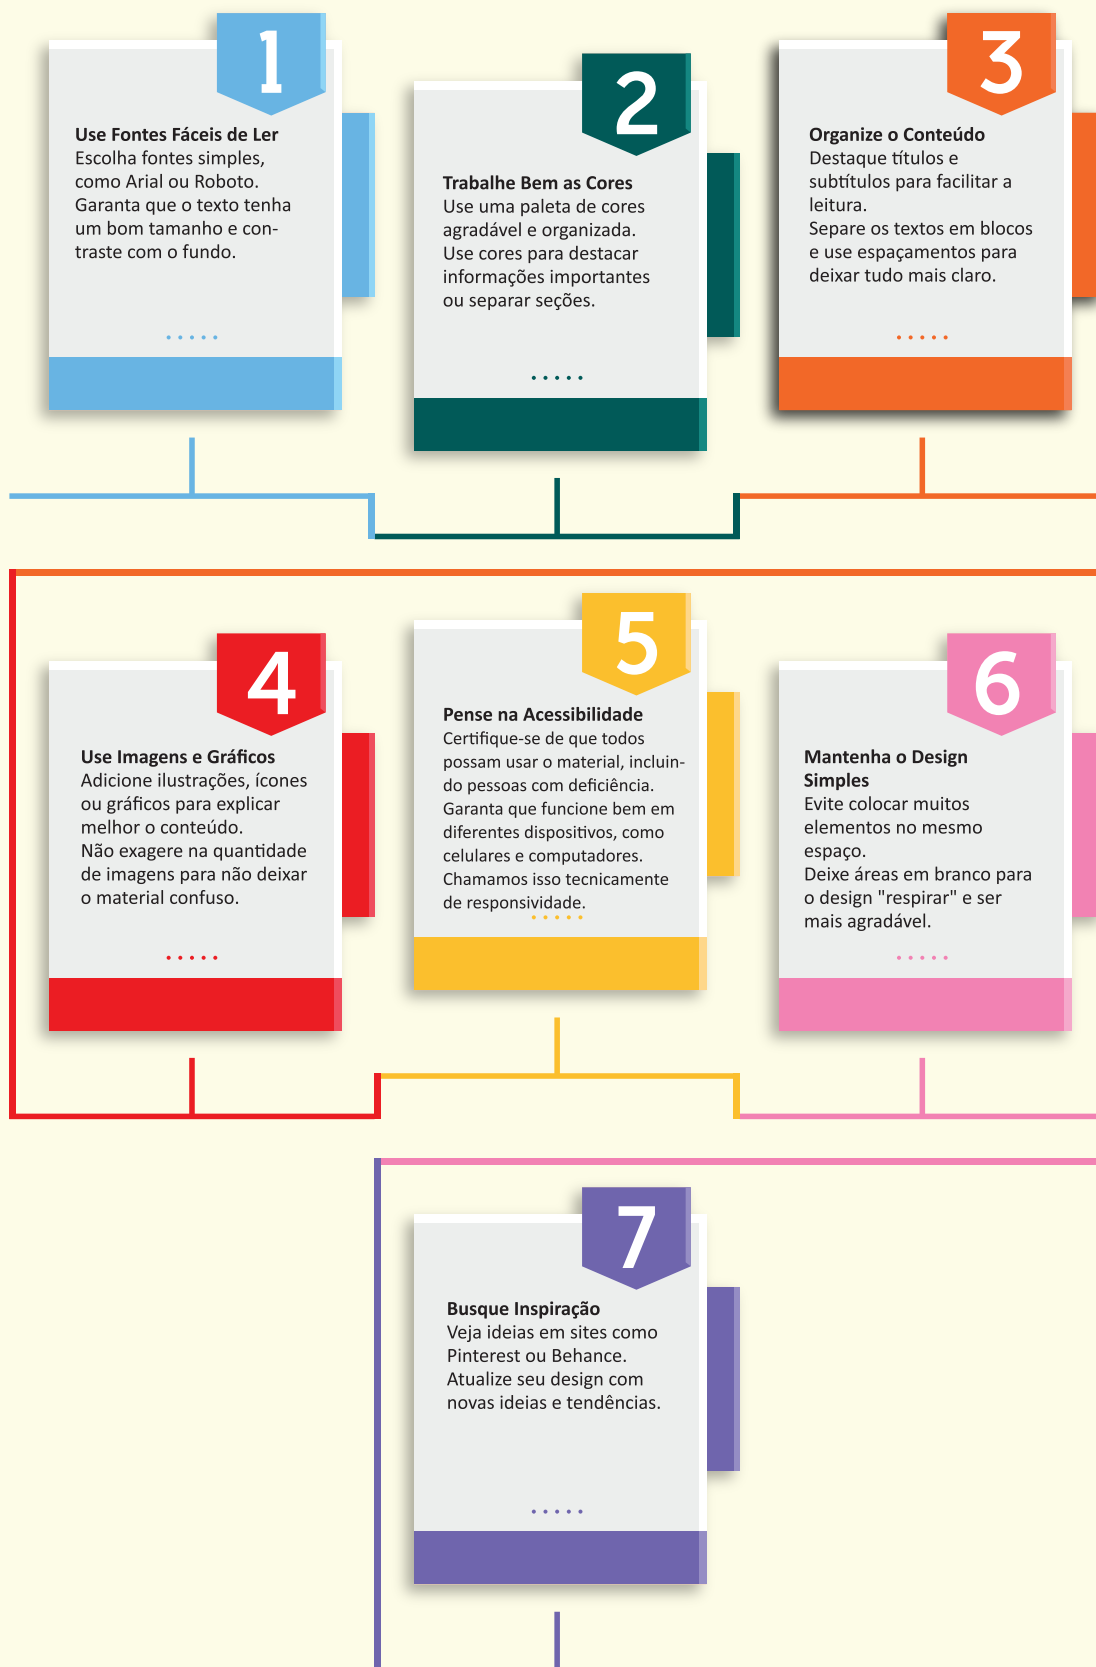 1
Use Fontes Fáceis de Ler
Escolha fontes simples,
como Arial ou Roboto.
Garanta que o texto tenha
um bom tamanho e con-
traste com o fundo.
2
Trabalhe Bem as Cores
Use uma paleta de cores
agradável e organizada.
Use cores para destacar
informações importantes
ou separar seções.
3
Organize o Conteúdo
Destaque títulos e
subtítulos para facilitar a
leitura.
Separe os textos em blocos
e use espaçamentos para
deixar tudo mais claro.
4
Use Imagens e Gráficos
Adicione ilustrações, ícones
ou gráficos para explicar
melhor o conteúdo.
Não exagere na quantidade
de imagens para não deixar
o material confuso.
5
Pense na Acessibilidade
Certifique-se de que todos
possam usar o material, incluin-
do pessoas com deficiência.
Garanta que funcione bem em
diferentes dispositivos, como
celulares e computadores.
Chamamos isso tecnicamente
de responsividade.
6
Mantenha o Design
Simples
Evite colocar muitos
elementos no mesmo
espaço.
Deixe áreas em branco para
o design "respirar" e ser
mais agradável.
7
Busque Inspiração
Veja ideias em sites como
Pinterest ou Behance.
Atualize seu design com
novas ideias e tendências.